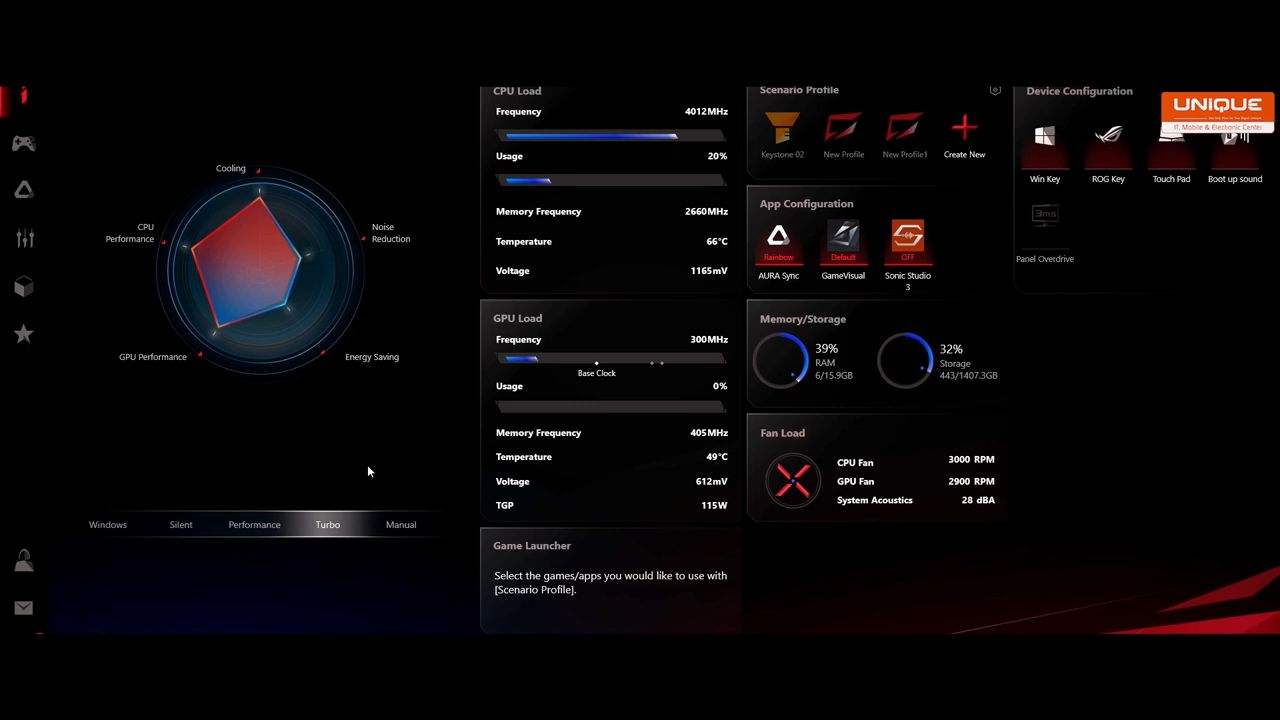 Cooling
CPU
Performance
Noise
Reduction
GPU Performance
Energy Saving
Windows
Silent
Performance
Turbo
Manual
CPU Load
Frequency
4012MHz
Usage
20%
Memory Frequency
2660MHz
Temperature
66°C
Voltage
1165mV
GPU Load
Frequency
300MHz
Base Clock
Usage
0%
Memory Frequency
405MHz
Temperature
49°C
Voltage
612mV
TGP
115W
Game Launcher
Select the games/apps you would like to use with
[Scenario Profile].
Scenario Profile
Keystone 02
New Profile
New Profile1
Create New
App Configuration
Rainbow
Default
OFF
AURA Sync
GameVisual
Sonic Studio
3
Memory/Storage
39%
RAM
6/15.9GB
32%
Storage
443/1407.3GB
Fan Load
CPU Fan
3000 RPM
GPU Fan
2900 RPM
System Acoustics
28 dBA
Device Configuration
UNIQUE
IT, Mobile & Electronic Center
Win Key
ROG Key
Touch Pad
Boot up sound
3ms
Panel Overdrive